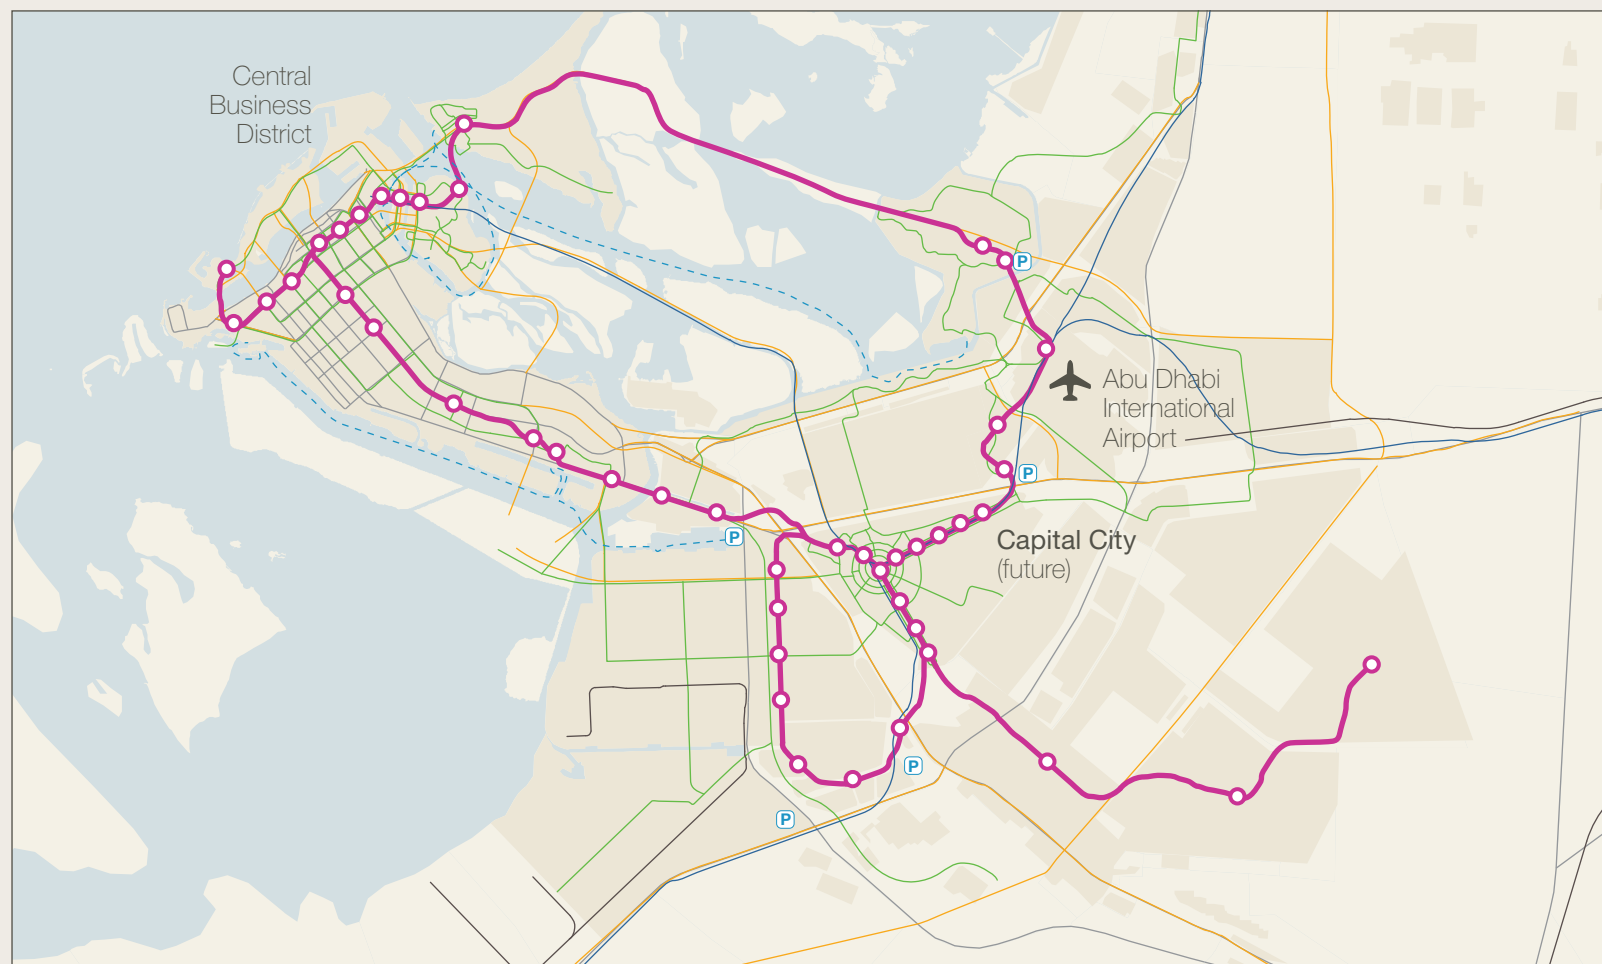 Central
Business
District
P
Abu Dhabi
International
Airport
P
P
Capital City
(future)
P
P